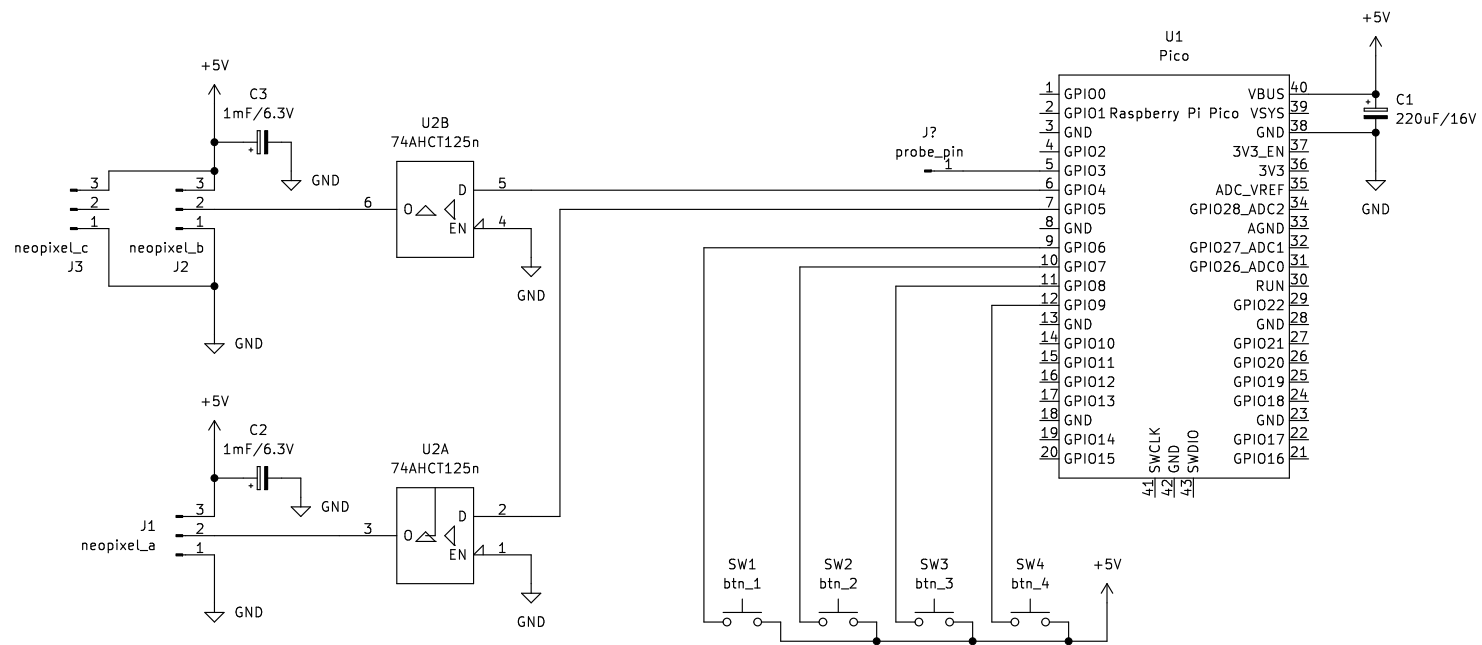 +5V
C3
1mF/6.3V
+
GND
3
2
1
neopixel_c
J3
3
2
1
neopixel_b
J2
GND
U2B
74AHCT125n
6
O
D
5
EN
4
GND
+5V
C2
1mF/6.3V
+
GND
J1
neopixel_a
3
2
1
GND
U2A
74AHCT125n
3
O
D
2
EN
1
GND
J?
probe_pin
1
U1
Pico
Raspberry Pi Pico
1 GPIO0
2 GPIO1
3 GND
4 GPIO2
5 GPIO3
6 GPIO4
7 GPIO5
8 GND
9 GPIO6
10 GPIO7
11 GPIO8
12 GPIO9
13 GND
14 GPIO10
15 GPIO11
16 GPIO12
17 GPIO13
18 GND
19 GPIO14
20 GPIO15
VBUS 40
VSYS 39
GND 38
3V3_EN 37
3V3 36
ADC_VREF 35
GPIO28_ADC2 34
AGND 33
GPIO27_ADC1 32
GPIO26_ADC0 31
RUN 30
GPIO22 29
GND 28
GPIO21 27
GPIO20 26
GPIO19 25
GPIO18 24
GND 23
GPIO17 22
GPIO16 21
41 SWCLK
42 GND
43 SWDIO
+5V
+
C1
220uF/16V
GND
SW1
btn_1
SW2
btn_2
SW3
btn_3
SW4
btn_4
+5V